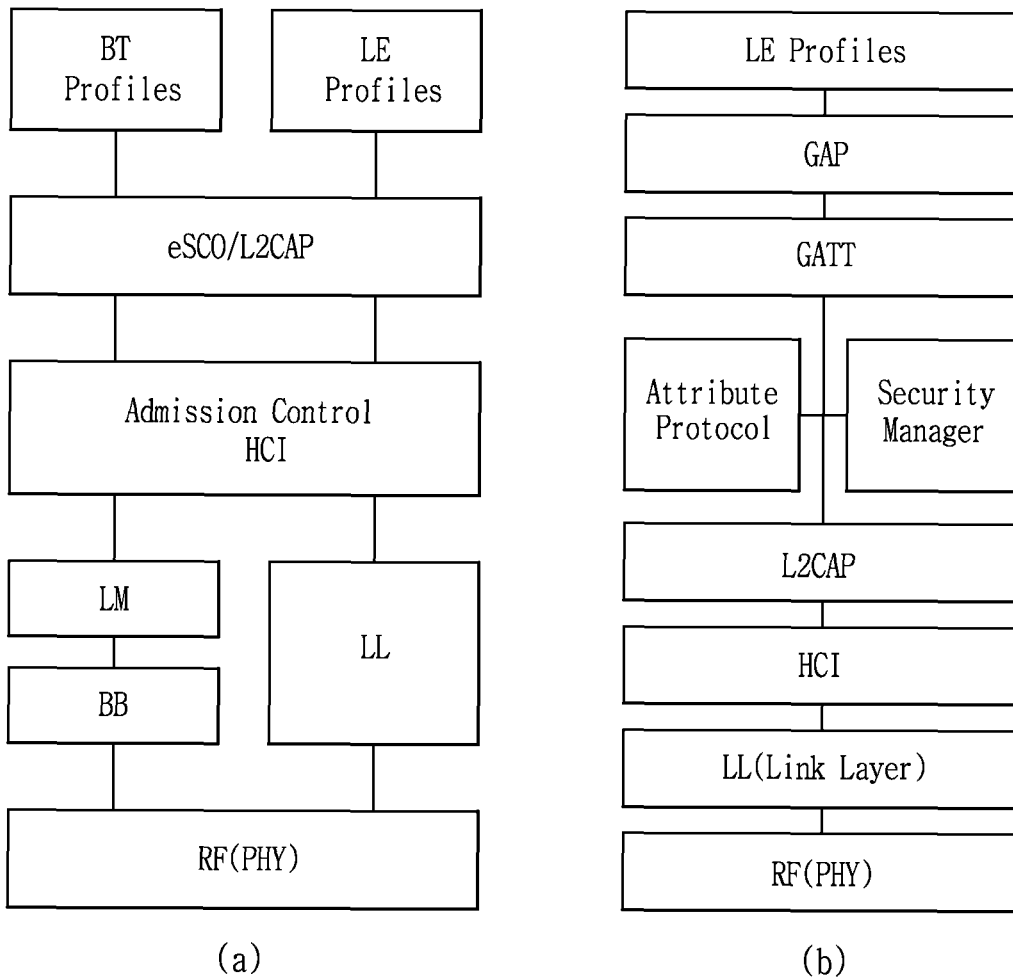 BT
Profiles
LE
Profiles
eSCO/L2CAP
Admission Control
HCI
LM
BB
LL
RF(PHY)
(a)
LE Profiles
GAP
GATT
Attribute
Protocol
Security
Manager
L2CAP
HCI
LL(Link Layer)
RF(PHY)
(b)